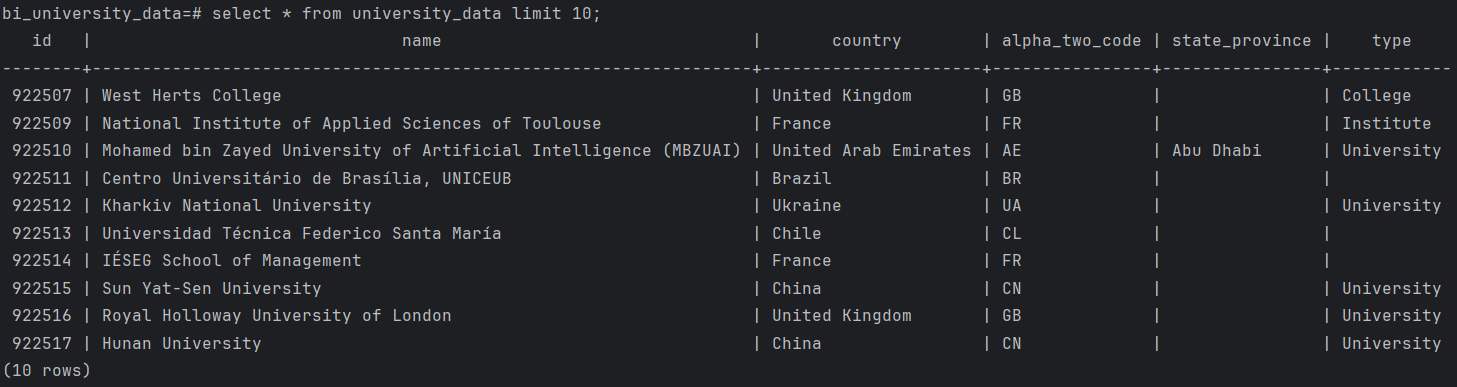 bi_university_data=# select * from university_data limit 10;
   id   |                               name                               |       country        | alpha_two_code | state_province |    type
--------+------------------------------------------------------------------+----------------------+----------------+----------------+------------
 922507 | West Herts College                                               | United Kingdom       | GB             |                | College
 922509 | National Institute of Applied Sciences of Toulouse               | France               | FR             |                | Institute
 922510 | Mohamed bin Zayed University of Artificial Intelligence (MBZUAI) | United Arab Emirates | AE             | Abu Dhabi      | University
 922511 | Centro Universitário de Brasília, UNICEUB                        | Brazil               | BR             |                |
 922512 | Kharkiv National University                                      | Ukraine              | UA             |                | University
 922513 | Universidad Técnica Federico Santa María                         | Chile                | CL             |                |
 922514 | IÉSEG School of Management                                       | France               | FR             |                |
 922515 | Sun Yat-Sen University                                           | China                | CN             |                | University
 922516 | Royal Holloway University of London                              | United Kingdom       | GB             |                | University
 922517 | Hunan University                                                 | China                | CN             |                | University
(10 rows)